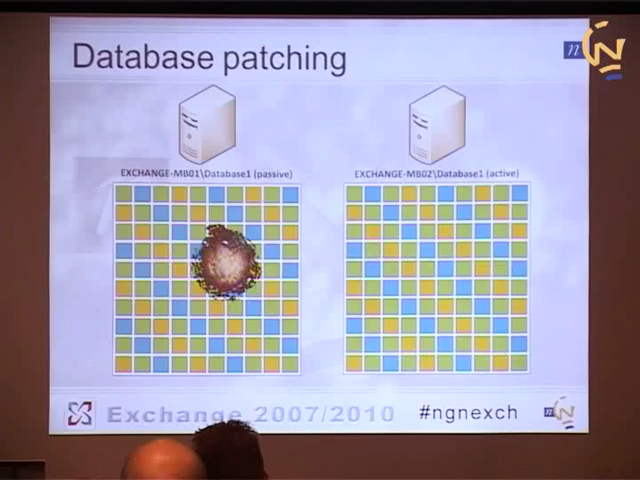 Database patching
n
EXCHANGE-MB01\Database1 (passive)
EXCHANGE-MB02\Database1 (active)
Exchange 2007/2010
#ngnexch